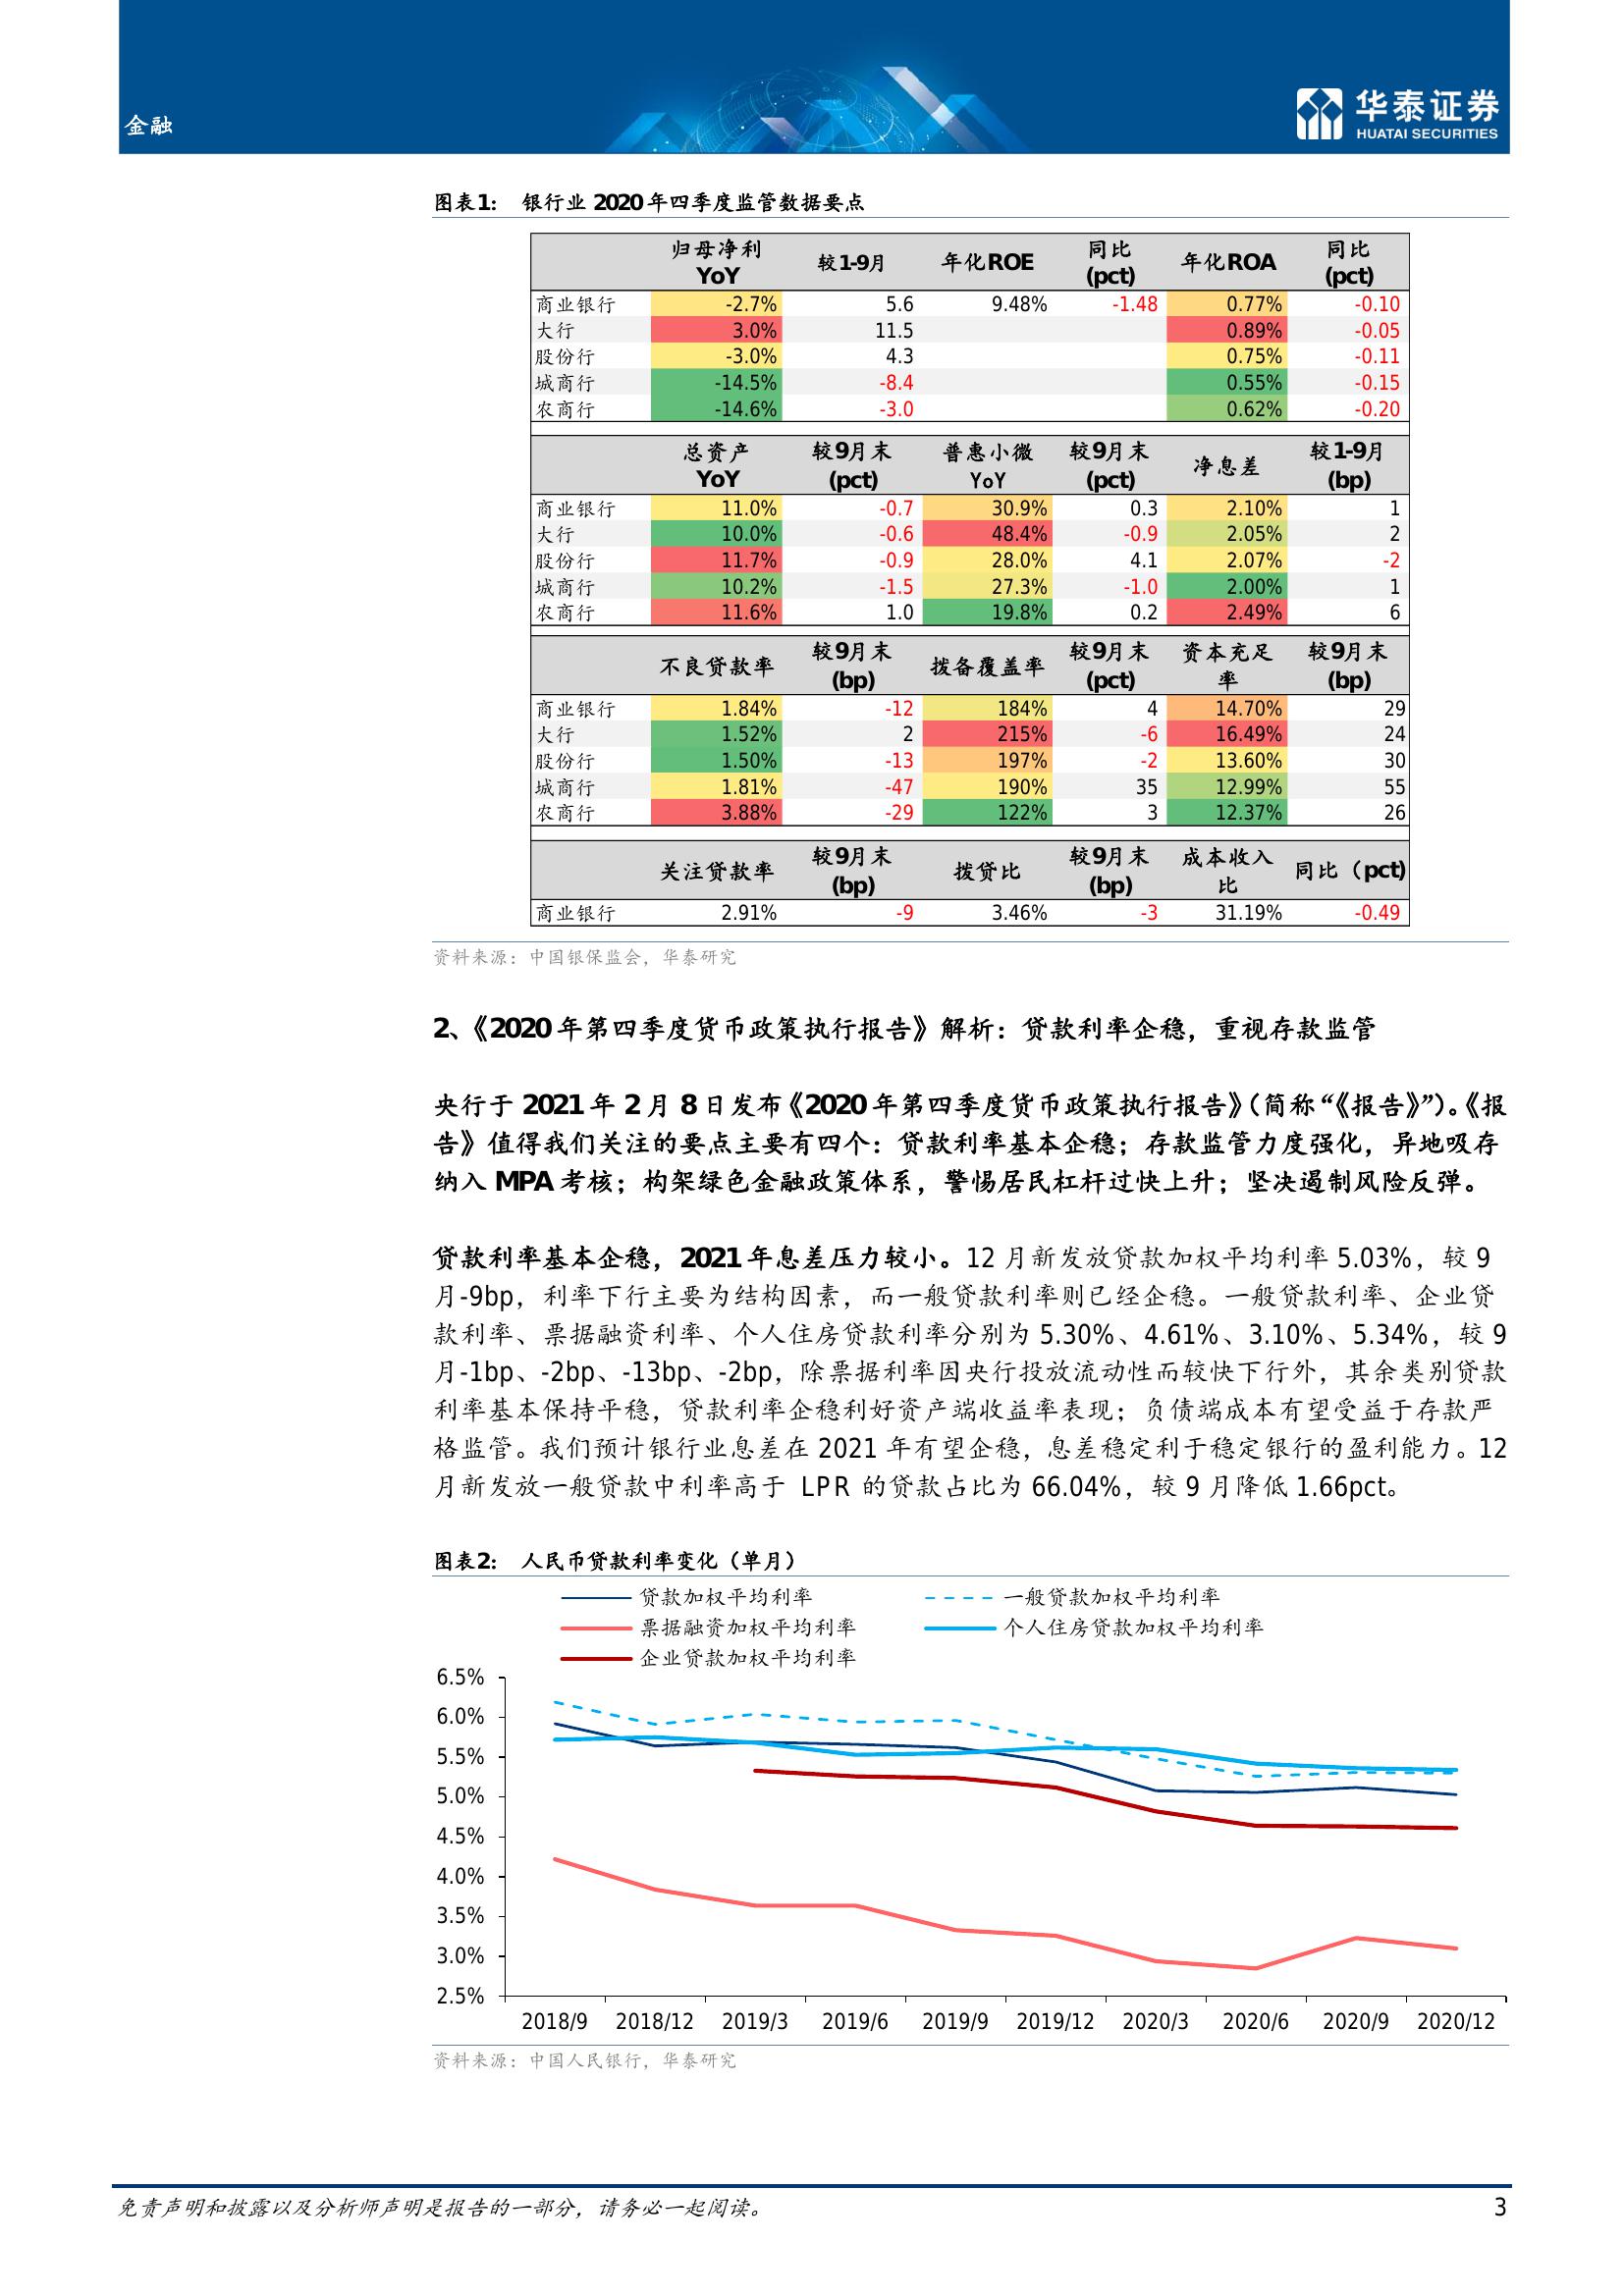 金融
华泰证券
HUATAI SECURITIES
图表1： 银行业 2020 年四季度监管数据要点
归母净利 YoY 较1-9月 年化ROE 同比 (pct) 年化ROA 同比 (pct)
商业银行 -2.7% 5.6 9.48% -1.48 0.77% -0.10
大行 3.0% 11.5 0.89% -0.05
股份行 -3.0% 4.3 0.75% -0.11
城商行 -14.5% -8.4 0.55% -0.15
农商行 -14.6% -3.0 0.62% -0.20
总资产 YoY 较9月末 (pct) 普惠小微 YoY 较9月末 (pct) 净息差 较1-9月 (bp)
商业银行 11.0% -0.7 30.9% 0.3 2.10% 1
大行 10.0% -0.6 48.4% -0.9 2.05% 2
股份行 11.7% -0.9 28.0% 4.1 2.07% -2
城商行 10.2% -1.5 27.3% -1.0 2.00% 1
农商行 11.6% 1.0 19.8% 0.2 2.49% 6
不良贷款率 较9月末 (bp) 拨备覆盖率 较9月末 (pct) 资本充足率 较9月末 (bp)
商业银行 1.84% -12 184% 4 14.70% 29
大行 1.52% 2 215% -6 16.49% 24
股份行 1.50% -13 197% -2 13.60% 30
城商行 1.81% -47 190% 35 12.99% 55
农商行 3.88% -29 122% 3 12.37% 26
关注贷款率 较9月末 (bp) 拨贷比 较9月末 (bp) 成本收入比 同比（pct)
商业银行 2.91% -9 3.46% -3 31.19% -0.49
资料来源：中国银保监会，华泰研究
2、《2020 年第四季度货币政策执行报告》解析：贷款利率企稳，重视存款监管
央行于 2021 年 2 月 8 日发布《2020 年第四季度货币政策执行报告》（简称“《报告》”）。《报
告》值得我们关注的要点主要有四个：贷款利率基本企稳；存款监管力度强化，异地吸存
纳入 MPA 考核；构架绿色金融政策体系，警惕居民杠杆过快上升；坚决遏制风险反弹。
贷款利率基本企稳，2021 年息差压力较小。12 月新发放贷款加权平均利率 5.03%，较 9
月-9bp，利率下行主要为结构因素，而一般贷款利率则已经企稳。一般贷款利率、企业贷
款利率、票据融资利率、个人住房贷款利率分别为 5.30%、4.61%、3.10%、5.34%，较 9
月-1bp、-2bp、-13bp、-2bp，除票据利率因央行投放流动性而较快下行外，其余类别贷款
利率基本保持平稳，贷款利率企稳利好资产端收益率表现；负债端成本有望受益于存款严
格监管。我们预计银行业息差在 2021 年有望企稳，息差稳定利于稳定银行的盈利能力。12
月新发放一般贷款中利率高于 LPR 的贷款占比为 66.04%，较 9 月降低 1.66pct。
图表2： 人民币贷款利率变化（单月）
贷款加权平均利率 一般贷款加权平均利率
票据融资加权平均利率 个人住房贷款加权平均利率
企业贷款加权平均利率
6.5%
6.0%
5.5%
5.0%
4.5%
4.0%
3.5%
3.0%
2.5%
2018/9 2018/12 2019/3 2019/6 2019/9 2019/12 2020/3 2020/6 2020/9 2020/12
资料来源：中国人民银行，华泰研究
免责声明和披露以及分析师声明是报告的一部分，请务必一起阅读。 3